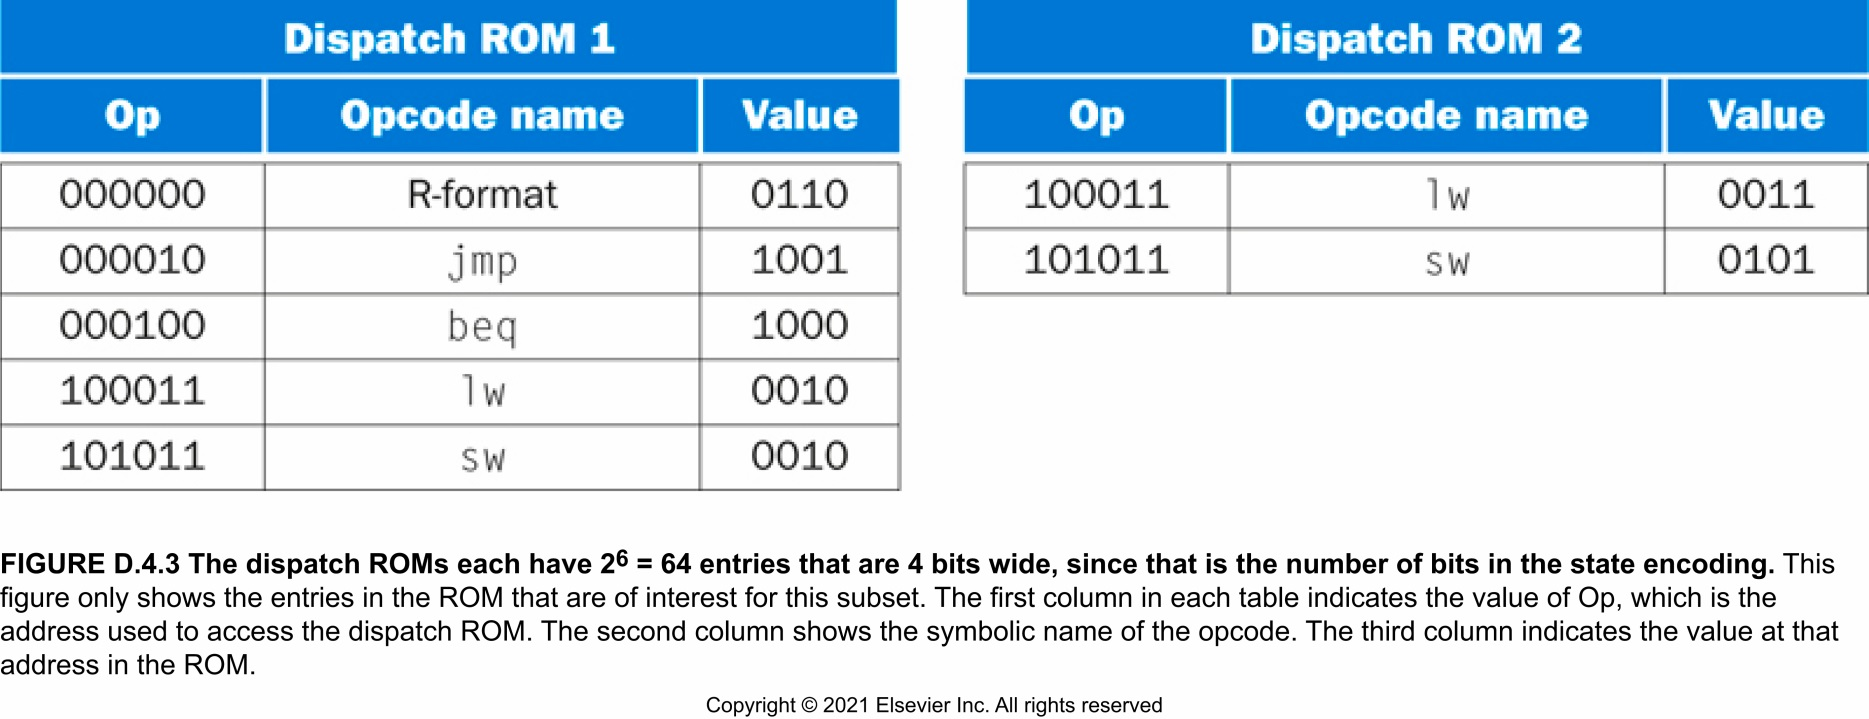 Dispatch ROM 1
Op Opcode name Value
000000 R-format 0110
000010 jmp 1001
000100 beq 1000
100011 lw 0010
101011 sw 0010
Dispatch ROM 2
Op Opcode name Value
100011 lw 0011
101011 sw 0101
FIGURE D.4.3 The dispatch ROMs each have 2⁶ = 64 entries that are 4 bits wide, since that is the number of bits in the state encoding. This
figure only shows the entries in the ROM that are of interest for this subset. The first column in each table indicates the value of Op, which is the
address used to access the dispatch ROM. The second column shows the symbolic name of the opcode. The third column indicates the value at that
address in the ROM.
Copyright © 2021 Elsevier Inc. All rights reserved